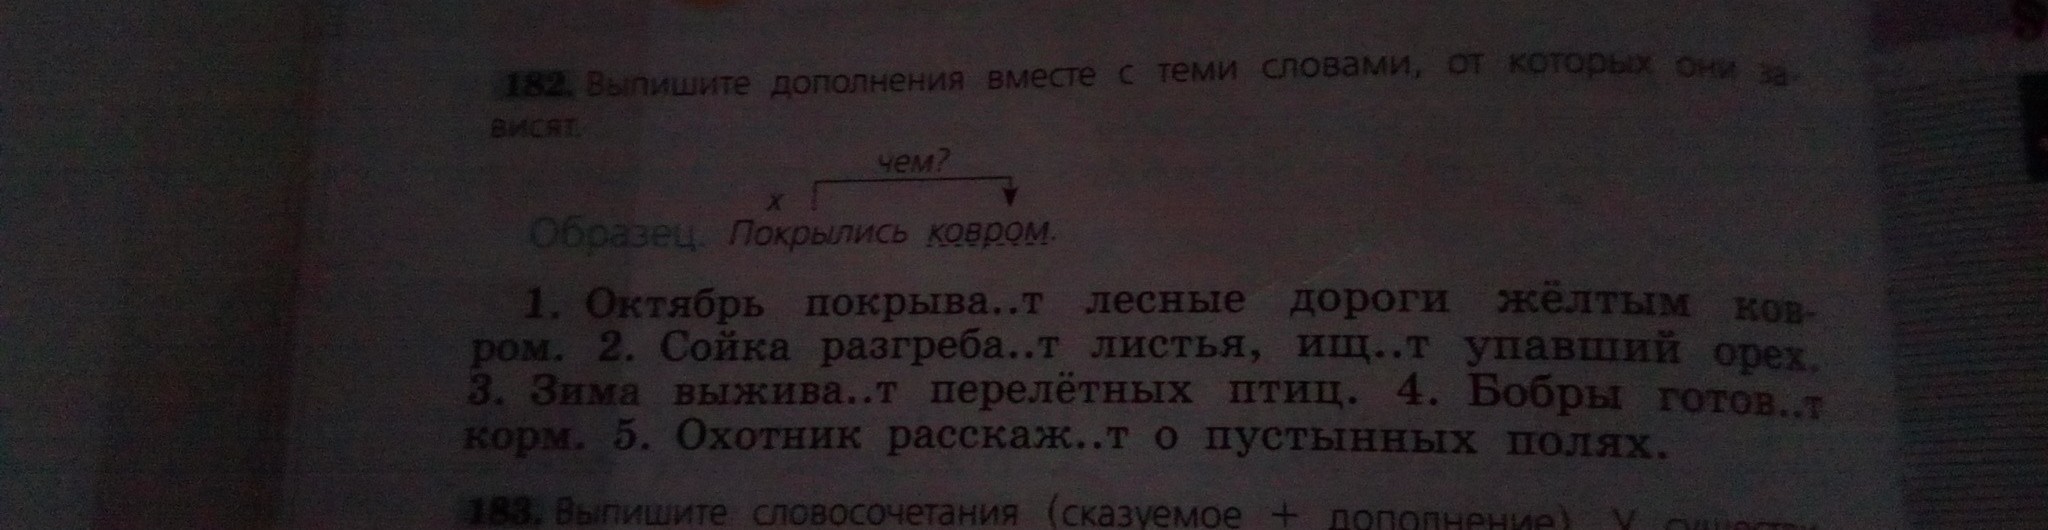 182. Выпишите дополнения вместе с теми словами, от которых они за-
висят.
чем?
х
Образец. Покрылись ковром.
1. Октябрь покрыва..т лесные дороги жёлтым ков-
ром. 2. Сойка разгреба..т листья, ищ..т упавший орех.
3. Зима выжива..т перелётных птиц. 4. Бобры готов..т
корм. 5. Охотник расскаж..т о пустынных полях.
183. Выпишите словосочетания (сказуемое + дополнение). У